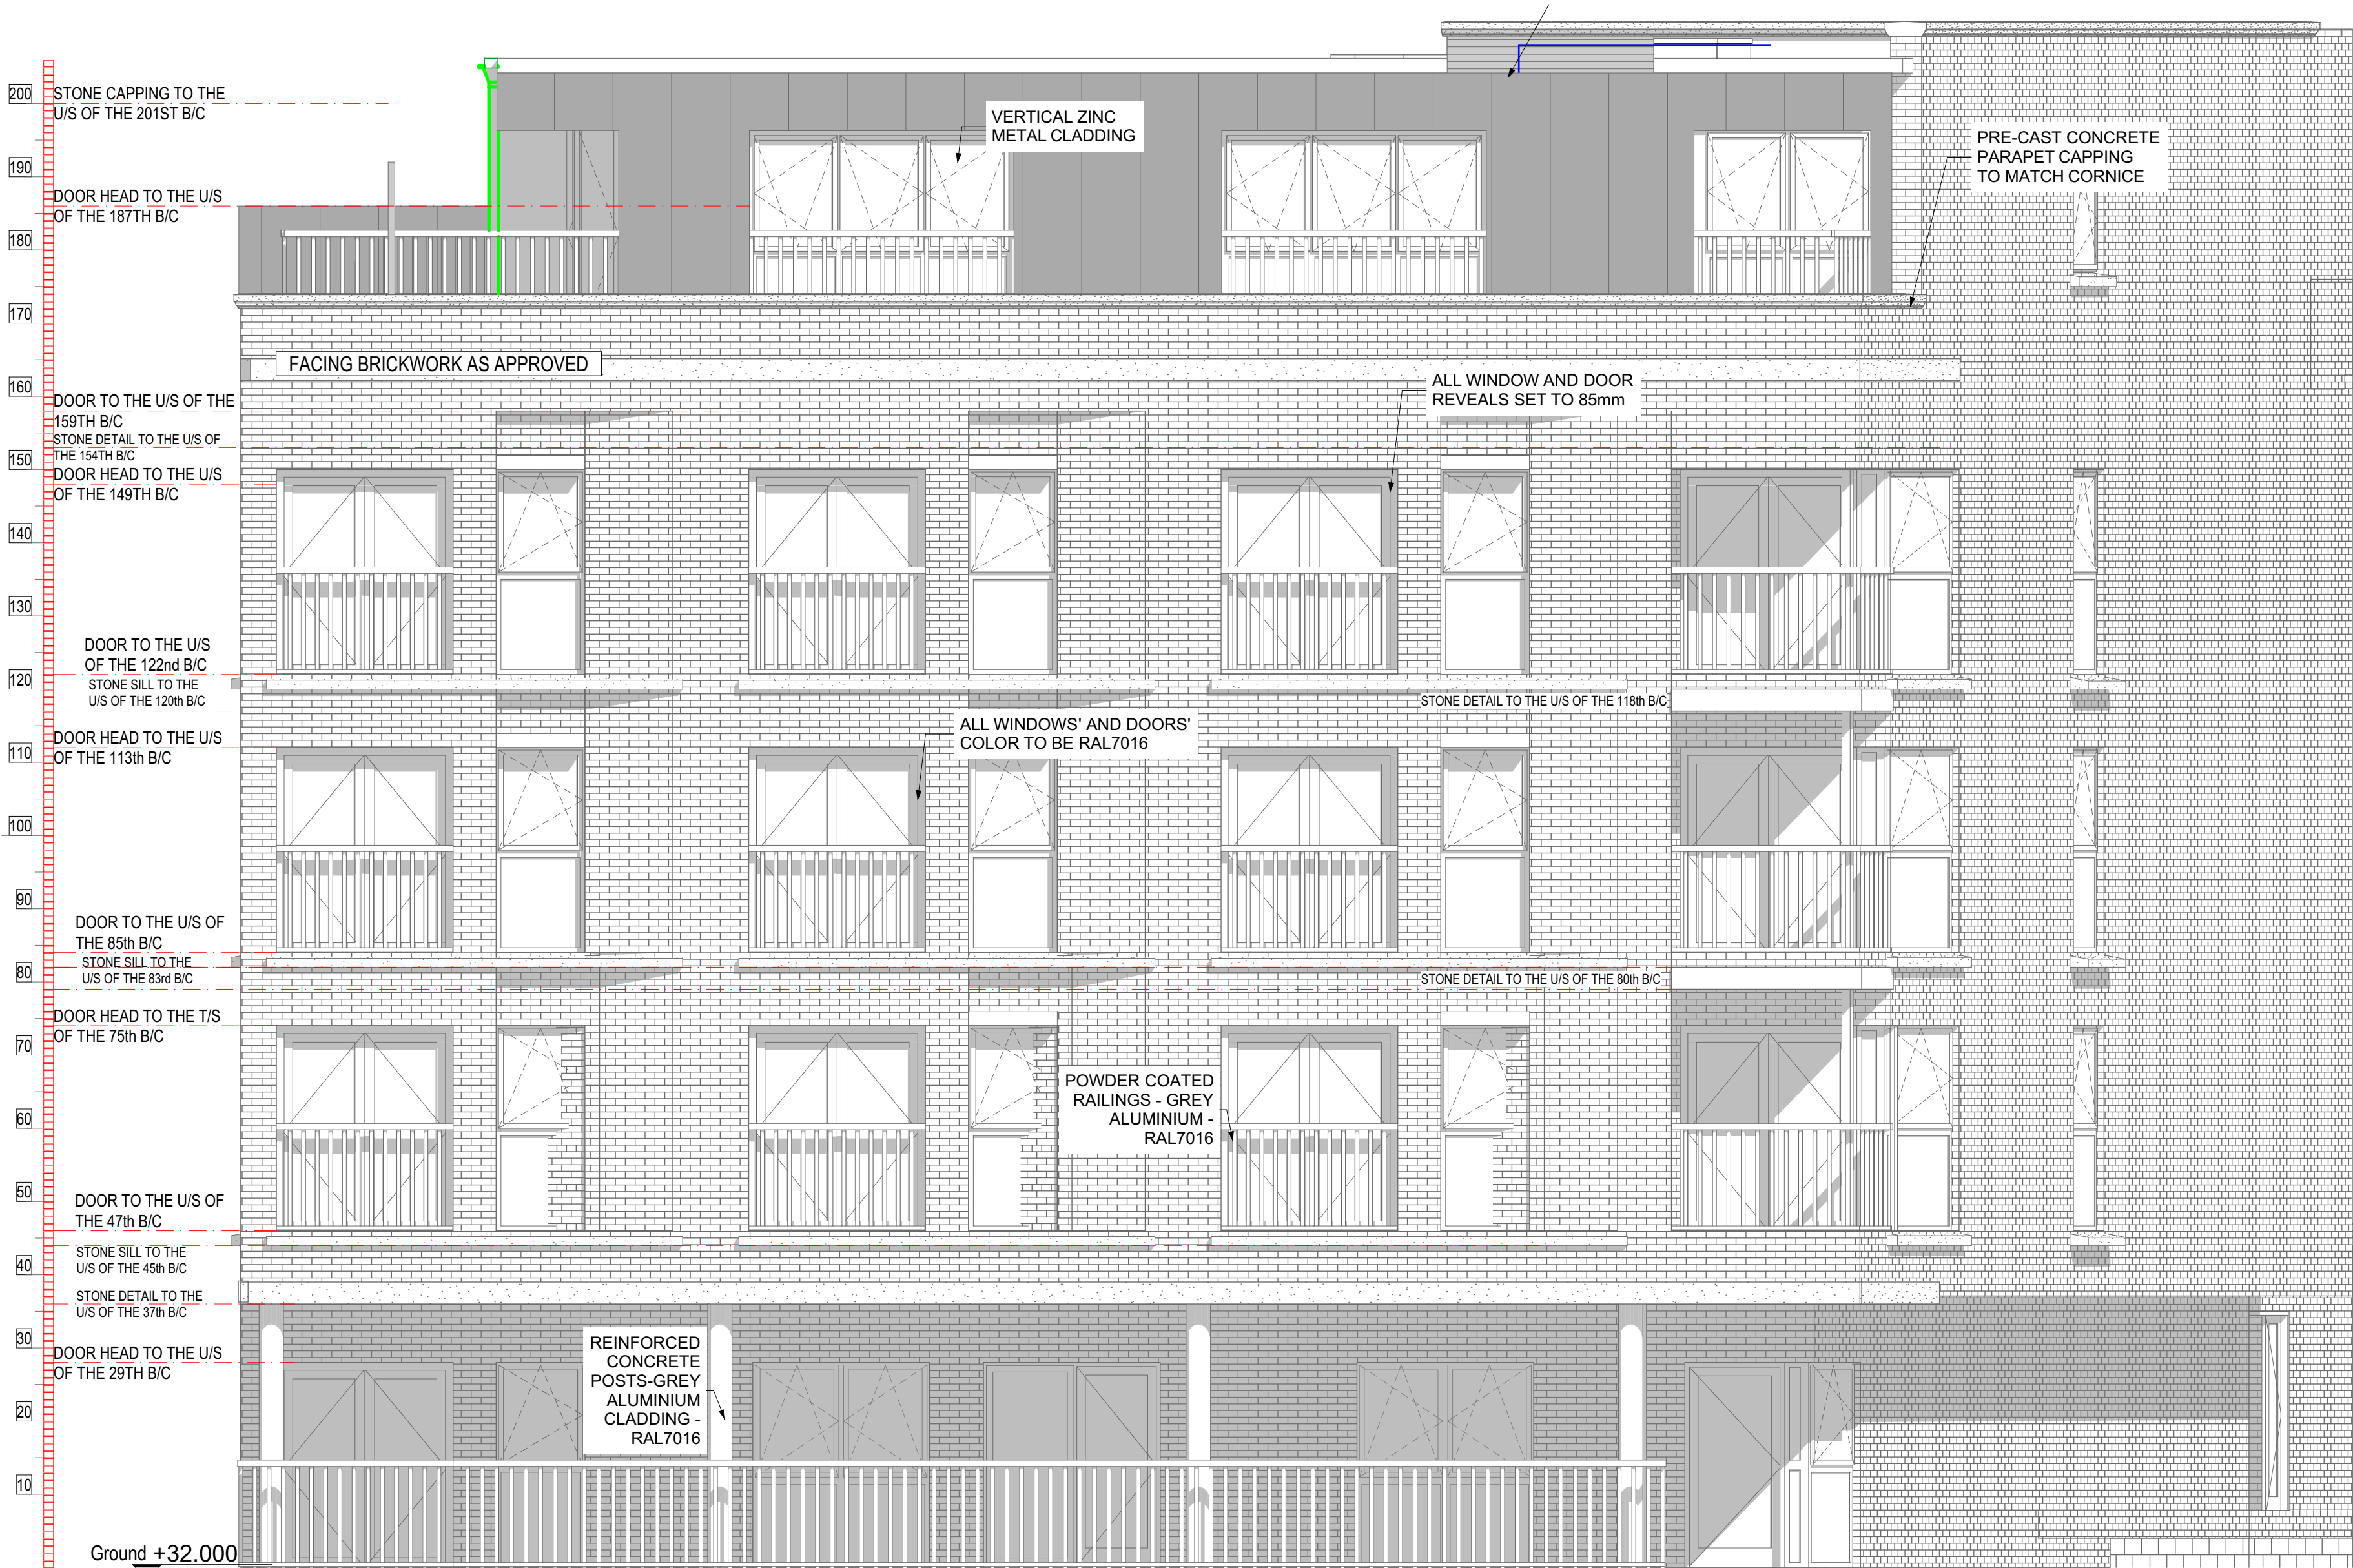 200
STONE CAPPING TO THE
U/S OF THE 201ST B/C
VERTICAL ZINC
METAL CLADDING
PRE-CAST CONCRETE
PARAPET CAPPING
TO MATCH CORNICE
190
DOOR HEAD TO THE U/S
OF THE 187TH B/C
180
170
FACING BRICKWORK AS APPROVED
160
ALL WINDOW AND DOOR
REVEALS SET TO 85mm
DOOR TO THE U/S OF THE
159TH B/C
STONE DETAIL TO THE U/S OF
THE 154TH B/C
150
DOOR HEAD TO THE U/S
OF THE 149TH B/C
140
130
DOOR TO THE U/S
OF THE 122nd B/C
120
STONE SILL TO THE
U/S OF THE 120th B/C
STONE DETAIL TO THE U/S OF THE 118th B/C
ALL WINDOWS' AND DOORS'
COLOR TO BE RAL7016
110
DOOR HEAD TO THE U/S
OF THE 113th B/C
100
90
DOOR TO THE U/S OF
THE 85th B/C
STONE SILL TO THE
U/S OF THE 83rd B/C
80
STONE DETAIL TO THE U/S OF THE 80th B/C
DOOR HEAD TO THE T/S
OF THE 75th B/C
70
POWDER COATED
RAILINGS - GREY
ALUMINIUM -
RAL7016
60
50
DOOR TO THE U/S OF
THE 47th B/C
STONE SILL TO THE
U/S OF THE 45th B/C
40
STONE DETAIL TO THE
U/S OF THE 37th B/C
30
DOOR HEAD TO THE U/S
OF THE 29TH B/C
REINFORCED
CONCRETE
POSTS-GREY
ALUMINIUM
CLADDING -
RAL7016
20
10
Ground +32.000